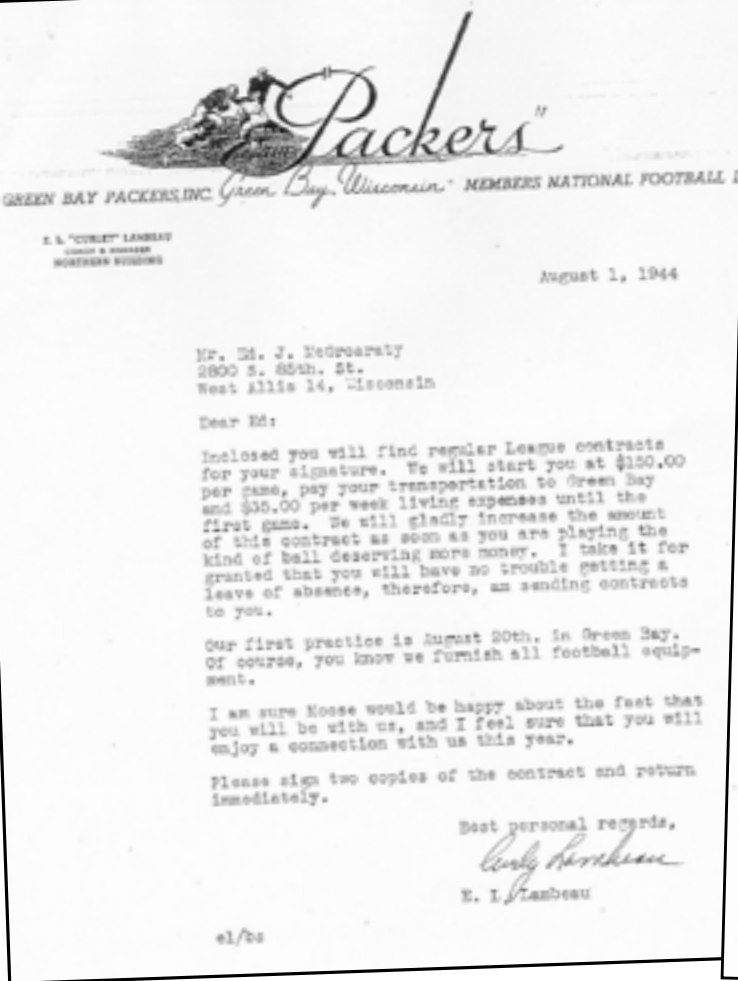 "Packers"
GREEN BAY PACKERS, INC. Green Bay, Wisconsin MEMBERS NATIONAL FOOTBALL
E. L. "CURLEY" LAMBEAU
COACH & MANAGER
NORTHERN BUILDING
August 1, 1944
Mr. Ed. J. McGroaraty
2800 S. 85th. St.
West Allis 14, Wisconsin
Dear Ed:
Inclosed you will find regular League contracts
for your signature. We will start you at $150.00
per game, pay your transportation to Green Bay
and $35.00 per week living expenses until the
first game. We will gladly increase the amount
of this contract as soon as you are playing the
kind of ball deserving more money. I take it for
granted that you will have no trouble getting a
leave of absence, therefore, am sending contracts
to you.
Our first practice is August 20th. in Green Bay.
Of course, you know we furnish all football equip-
ment.
I am sure Moose would be happy about the fact that
you will be with us, and I feel sure that you will
enjoy a connection with us this year.
Please sign two copies of the contract and return
immediately.
Best personal regards,
Curly Lambeau
E. L. Lambeau
el/bs